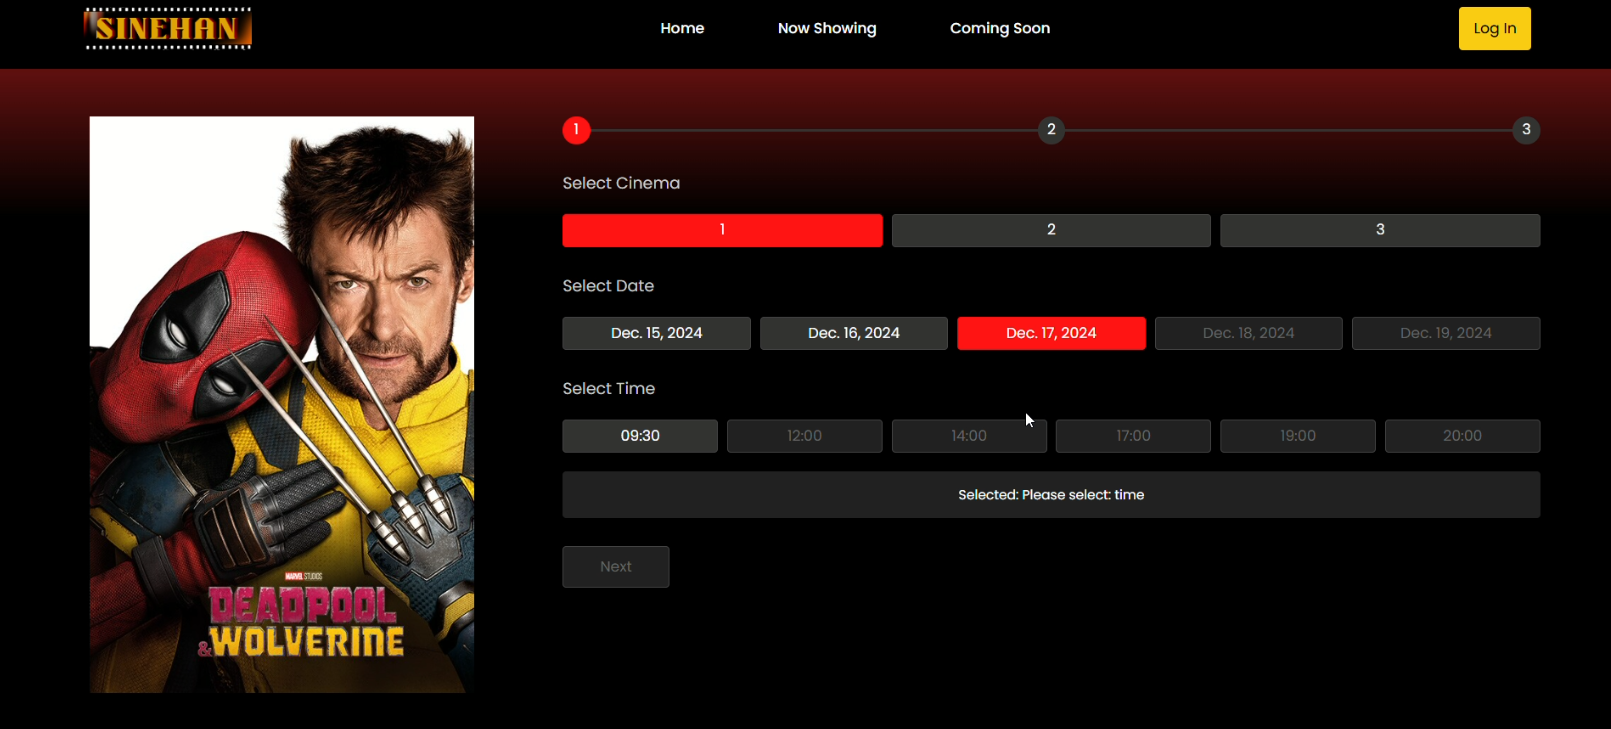 SINEHAN
Home Now Showing Coming Soon Log In
1 2 3
Select Cinema
1 2 3
Select Date
Dec. 15, 2024 Dec. 16, 2024 Dec. 17, 2024 Dec. 18, 2024 Dec. 19, 2024
Select Time
09:30 12:00 14:00 17:00 19:00 20:00
Selected: Please select: time
Next
MARVEL STUDIOS
DEADPOOL
&WOLVERINE